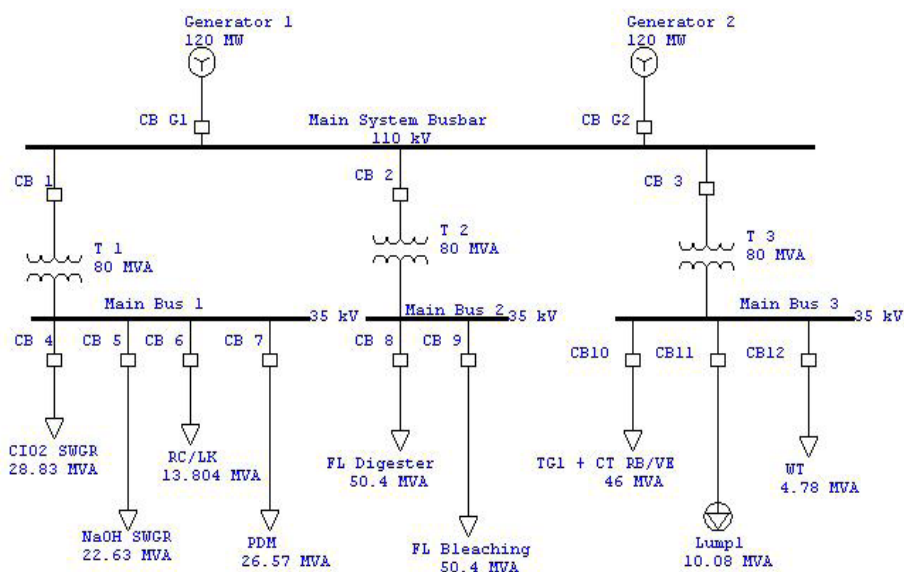 Generator 1
120 MW
Generator 2
120 MW
CB G1
Main System Busbar
110 kV
CB G2
CB 1
CB 2
CB 3
T 1
80 MVA
T 2
80 MVA
T 3
80 MVA
Main Bus 1
35 kV
Main Bus 2
35 kV
Main Bus 3
35 kV
CB 4
CB 5
CB 6
CB 7
CB 8
CB 9
CB10
CB11
CB12
CIO2 SWGR
28.83 MVA
RC/LK
13.804 MVA
FL Digester
50.4 MVA
TG1 + CT RB/VE
46 MVA
WT
4.78 MVA
NaOH SWGR
22.63 MVA
PDM
26.57 MVA
FL Bleaching
50.4 MVA
Lump1
10.08 MVA